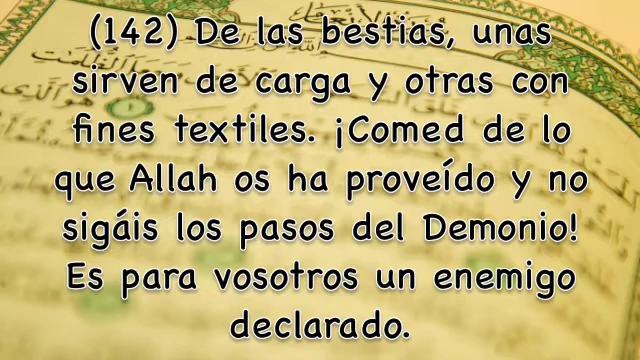 (142) De las bestias, unas
sirven de carga y otras con
fines textiles. ¡Comed de lo
que Allah os ha proveído y no
sigáis los pasos del Demonio!
Es para vosotros un enemigo
declarado.